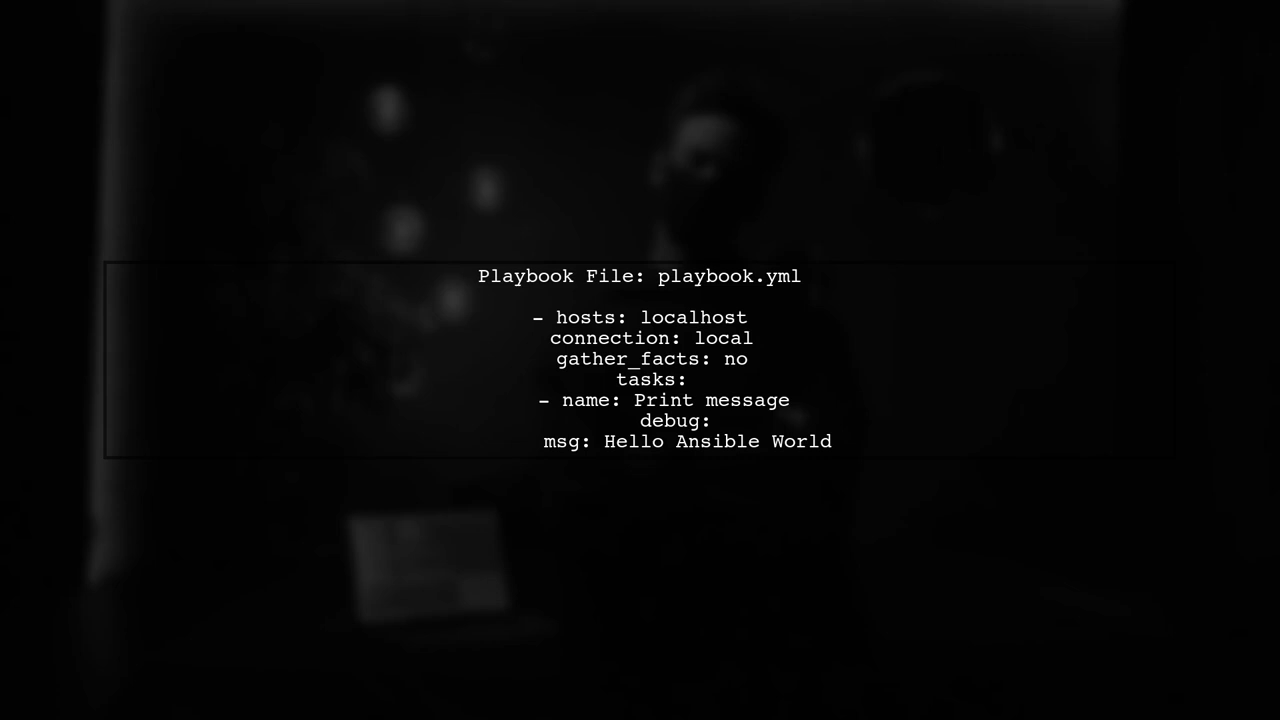 Playbook File: playbook.yml
- hosts: localhost
connection: local
gather_facts: no
tasks:
- name: Print message
debug:
msg: Hello Ansible World